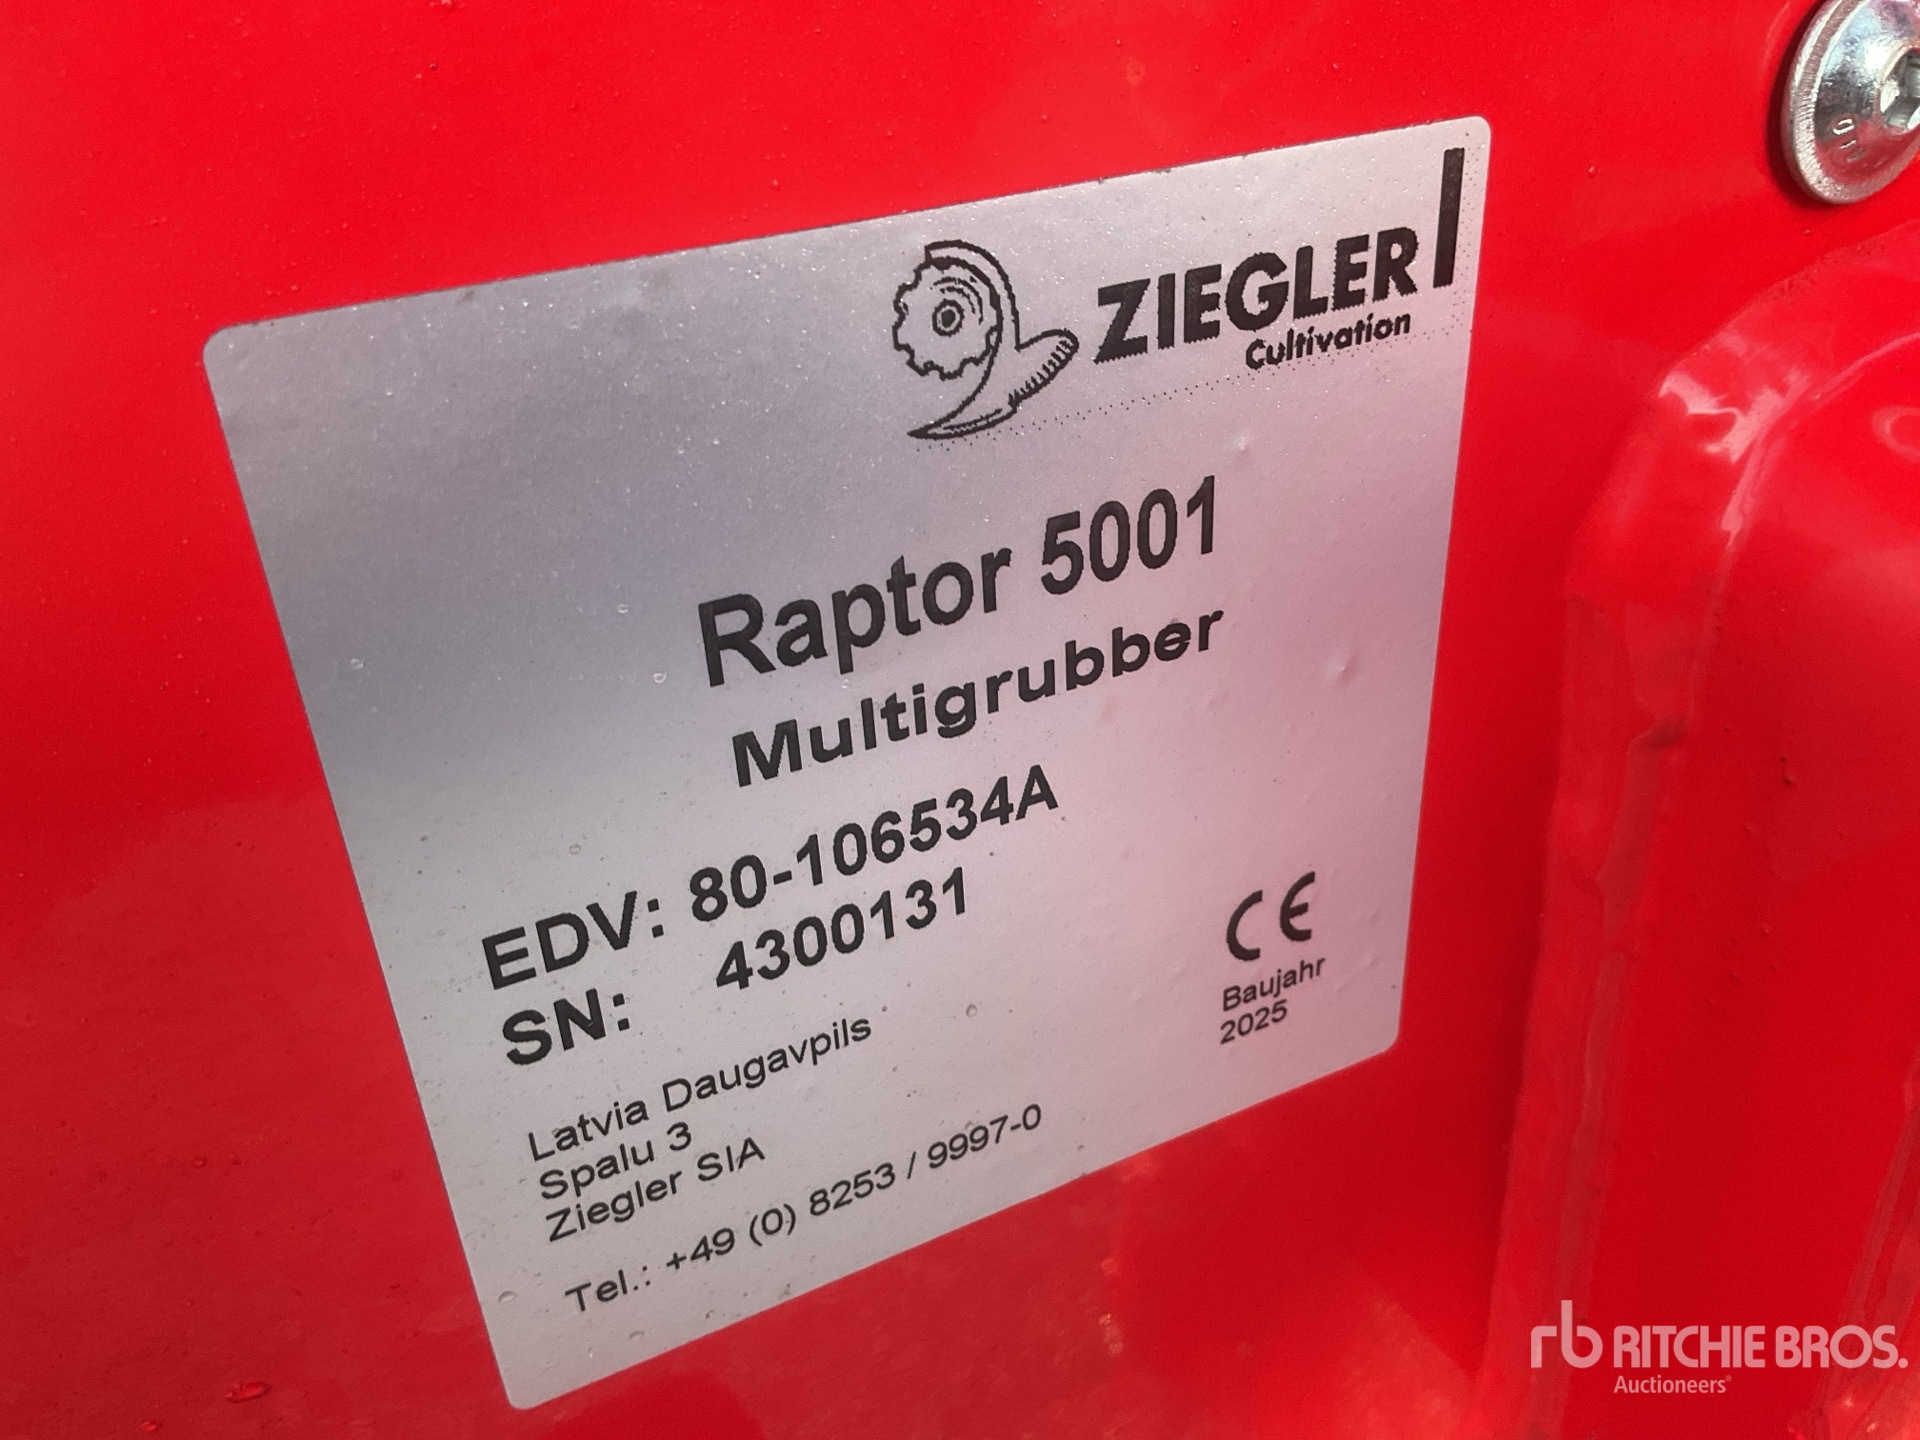 ZIEGLER
Cultivation
Raptor 5001
Multigrubber
EDV: 80-106534A
SN: 4300131
CE
Baujahr
2025
Latvia Daugavpils
Spalu 3
Ziegler SIA
Tel.: +49 (0) 8253 / 9997-0
rb RITCHIE BROS.
Auctioneers®